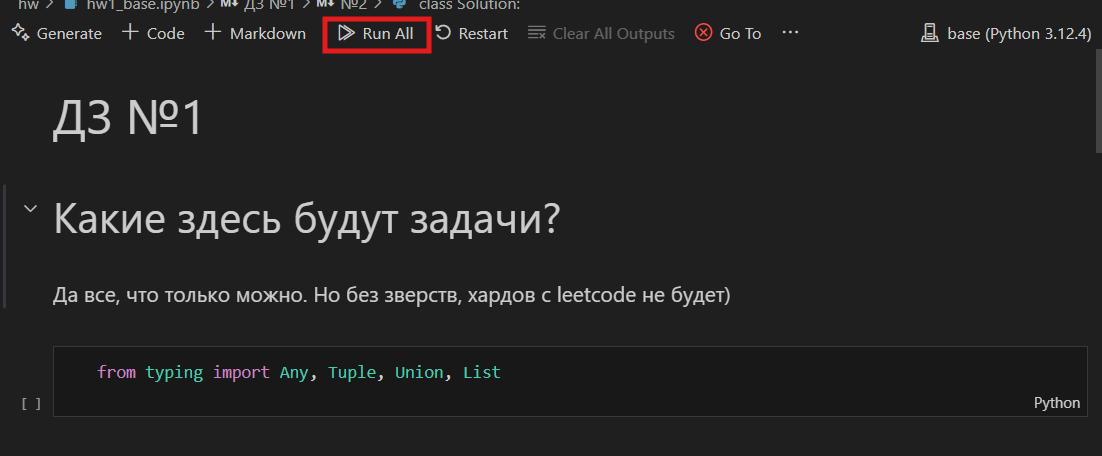 hw > hw1_base.ipynb > M↓ ДЗ №1 > M↓ №2 > class Solution:
Generate + Code + Markdown Run All Restart Clear All Outputs Go To ... base (Python 3.12.4)
ДЗ №1
Какие здесь будут задачи?
Да все, что только можно. Но без зверств, хардов с leetcode не будет)
from typing import Any, Tuple, Union, List
[ ] Python